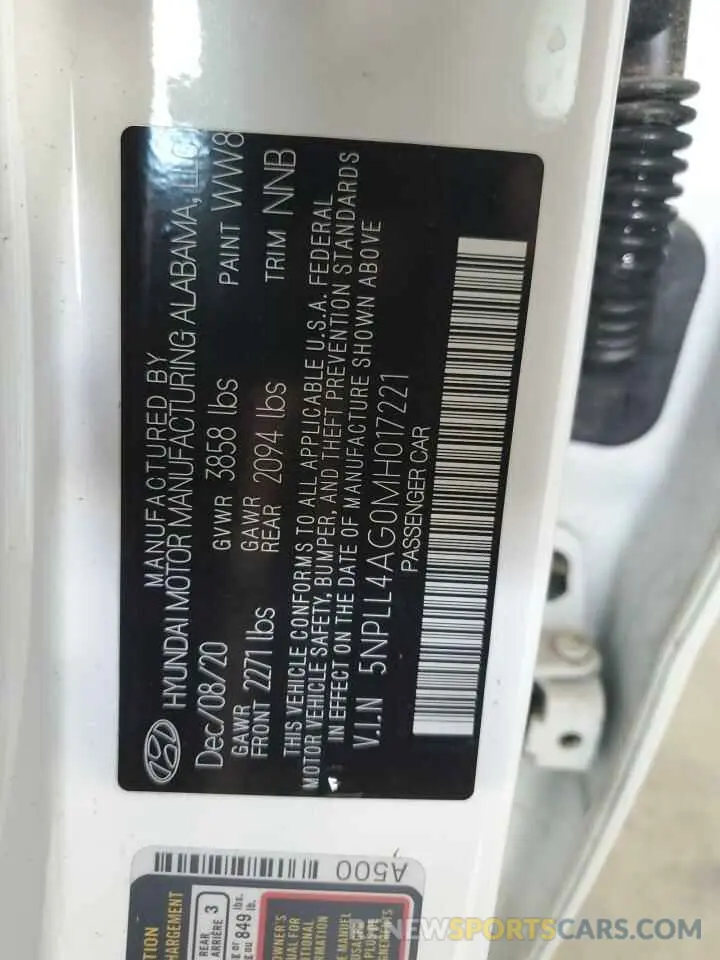 MANUFACTURED BY
HYUNDAI MOTOR MANUFACTURING ALABAMA, LLC
Dec/08/20 GVWR 3858 lbs PAINT WW8
GAWR FRONT 2271 lbs GAWR REAR 2094 lbs TRIM NNB
THIS VEHICLE CONFORMS TO ALL APPLICABLE U.S.A. FEDERAL
MOTOR VEHICLE SAFETY, BUMPER, AND THEFT PREVENTION STANDARDS
IN EFFECT ON THE DATE OF MANUFACTURE SHOWN ABOVE
V.I.N 5NPLL4AG0MH017221
PASSENGER CAR
A500
REAR
ARRIÈRE 3
849 lb.
NEWSPORTSCARS.COM